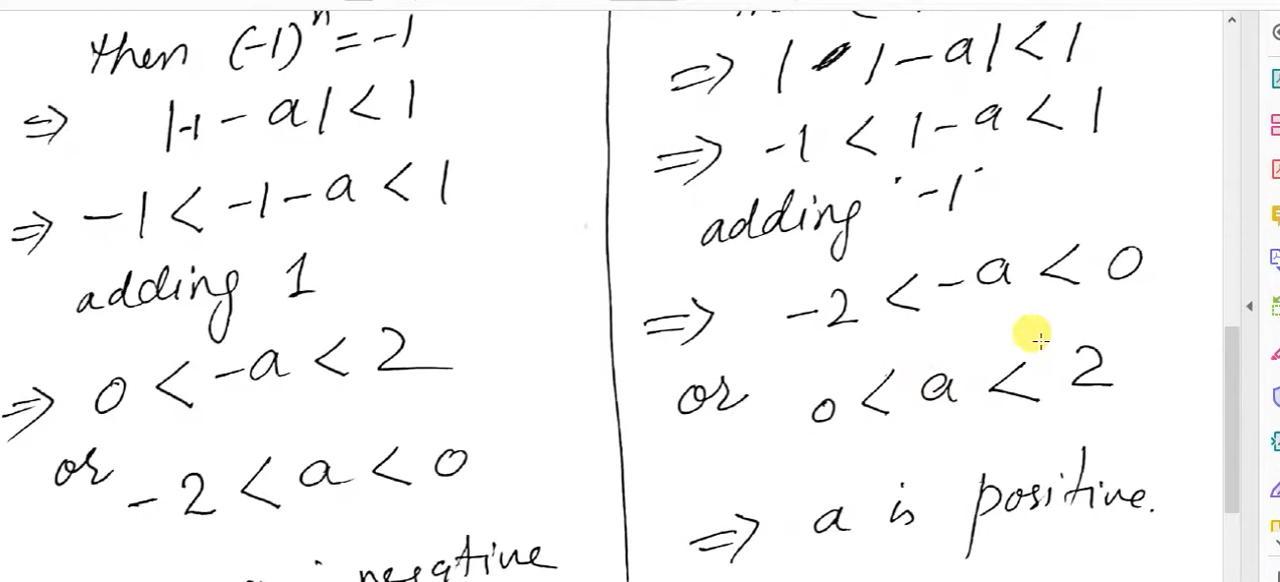 then (-1)ⁿ = -1
⇒ |-1 - a| < 1
⇒ -1 < -1 - a < 1
adding 1
⇒ 0 < -a < 2
or -2 < a < 0
negative
⇒ |1 - a| < 1
⇒ -1 < 1 - a < 1
adding '-1'
⇒ -2 < -a < 0
or 0 < a < 2
⇒ a is positive.